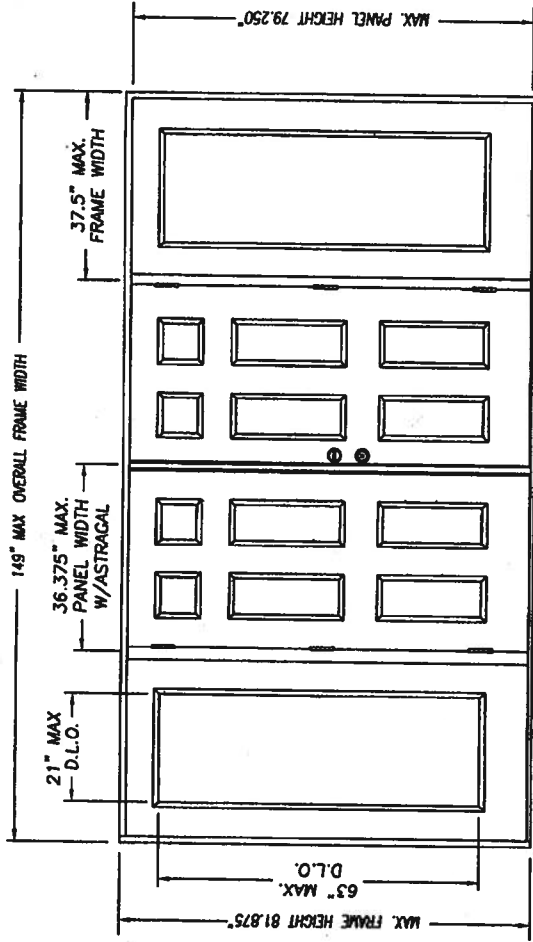 149" MAX OVERALL FRAME WIDTH
37.5" MAX.
FRAME WIDTH
36.375" MAX.
PANEL WIDTH
W/ASTRAGAL
21" MAX
D.L.O.
63" MAX.
D.L.O.
MAX. FRAME HEIGHT 81.875"
MAX. PANEL HEIGHT 79.250"